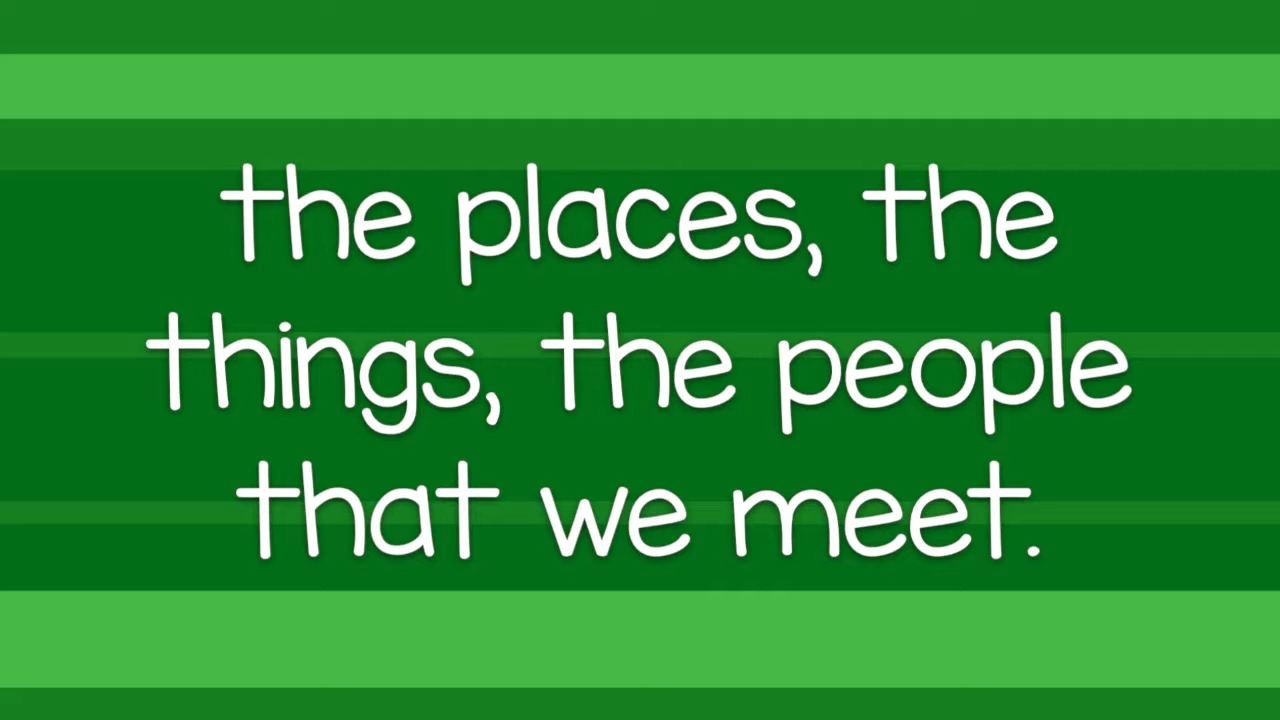 the places, the
things, the people
that we meet.